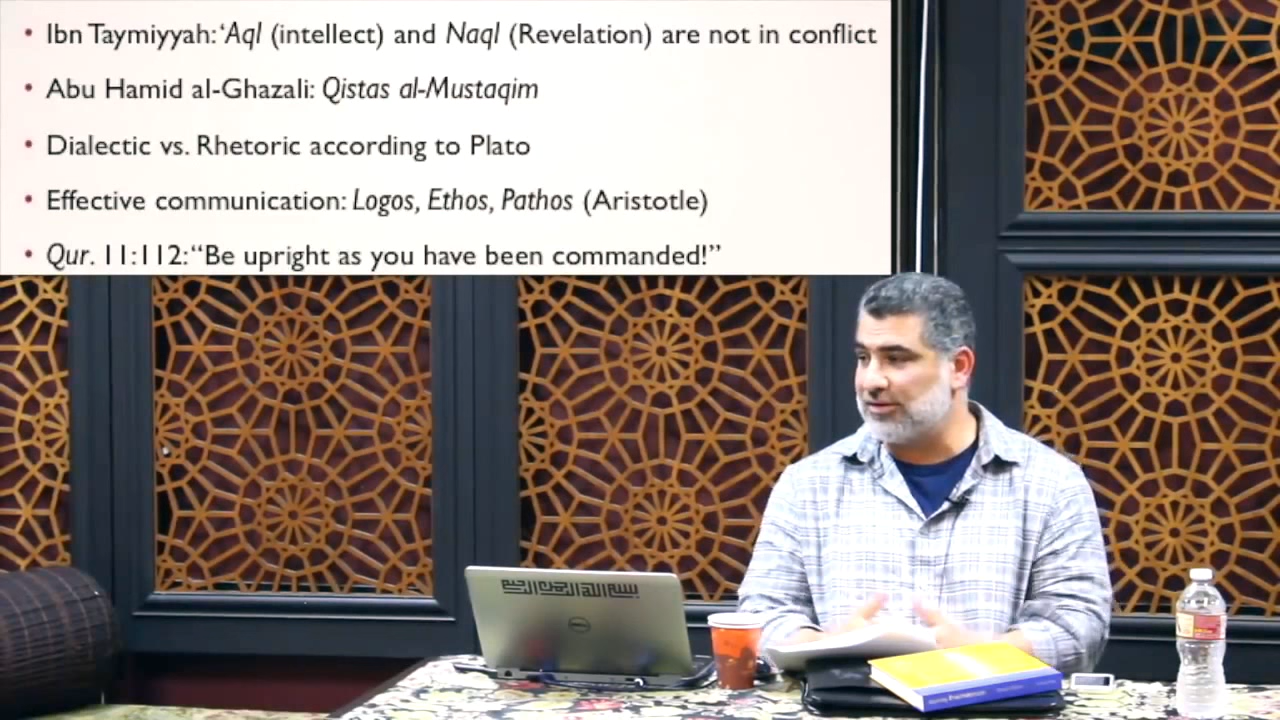 • Ibn Taymiyyah: ‘Aql (intellect) and Naql (Revelation) are not in conflict
• Abu Hamid al-Ghazali: Qistas al-Mustaqim
• Dialectic vs. Rhetoric according to Plato
• Effective communication: Logos, Ethos, Pathos (Aristotle)
• Qur. 11:112: “Be upright as you have been commanded!”
بسم الله الرحمن الرحيم
DELL